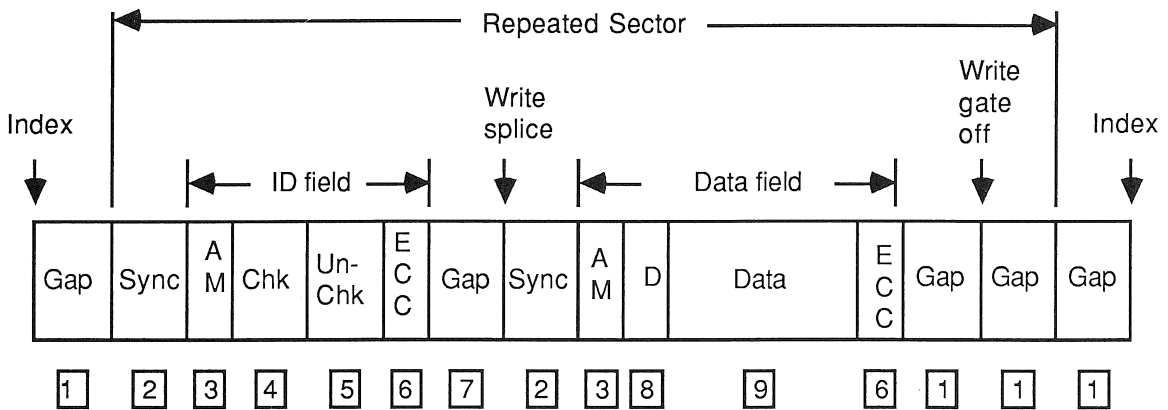 Repeated Sector
Write
gate
off
Write
splice
Index
Index
ID field
Data field
Gap
Sync
A
M
Chk
Un-
Chk
E
C
C
Gap
Sync
A
M
D
Data
E
C
C
Gap
Gap
Gap
1 2 3 4 5 6 7 2 3 8 9 6 1 1 1